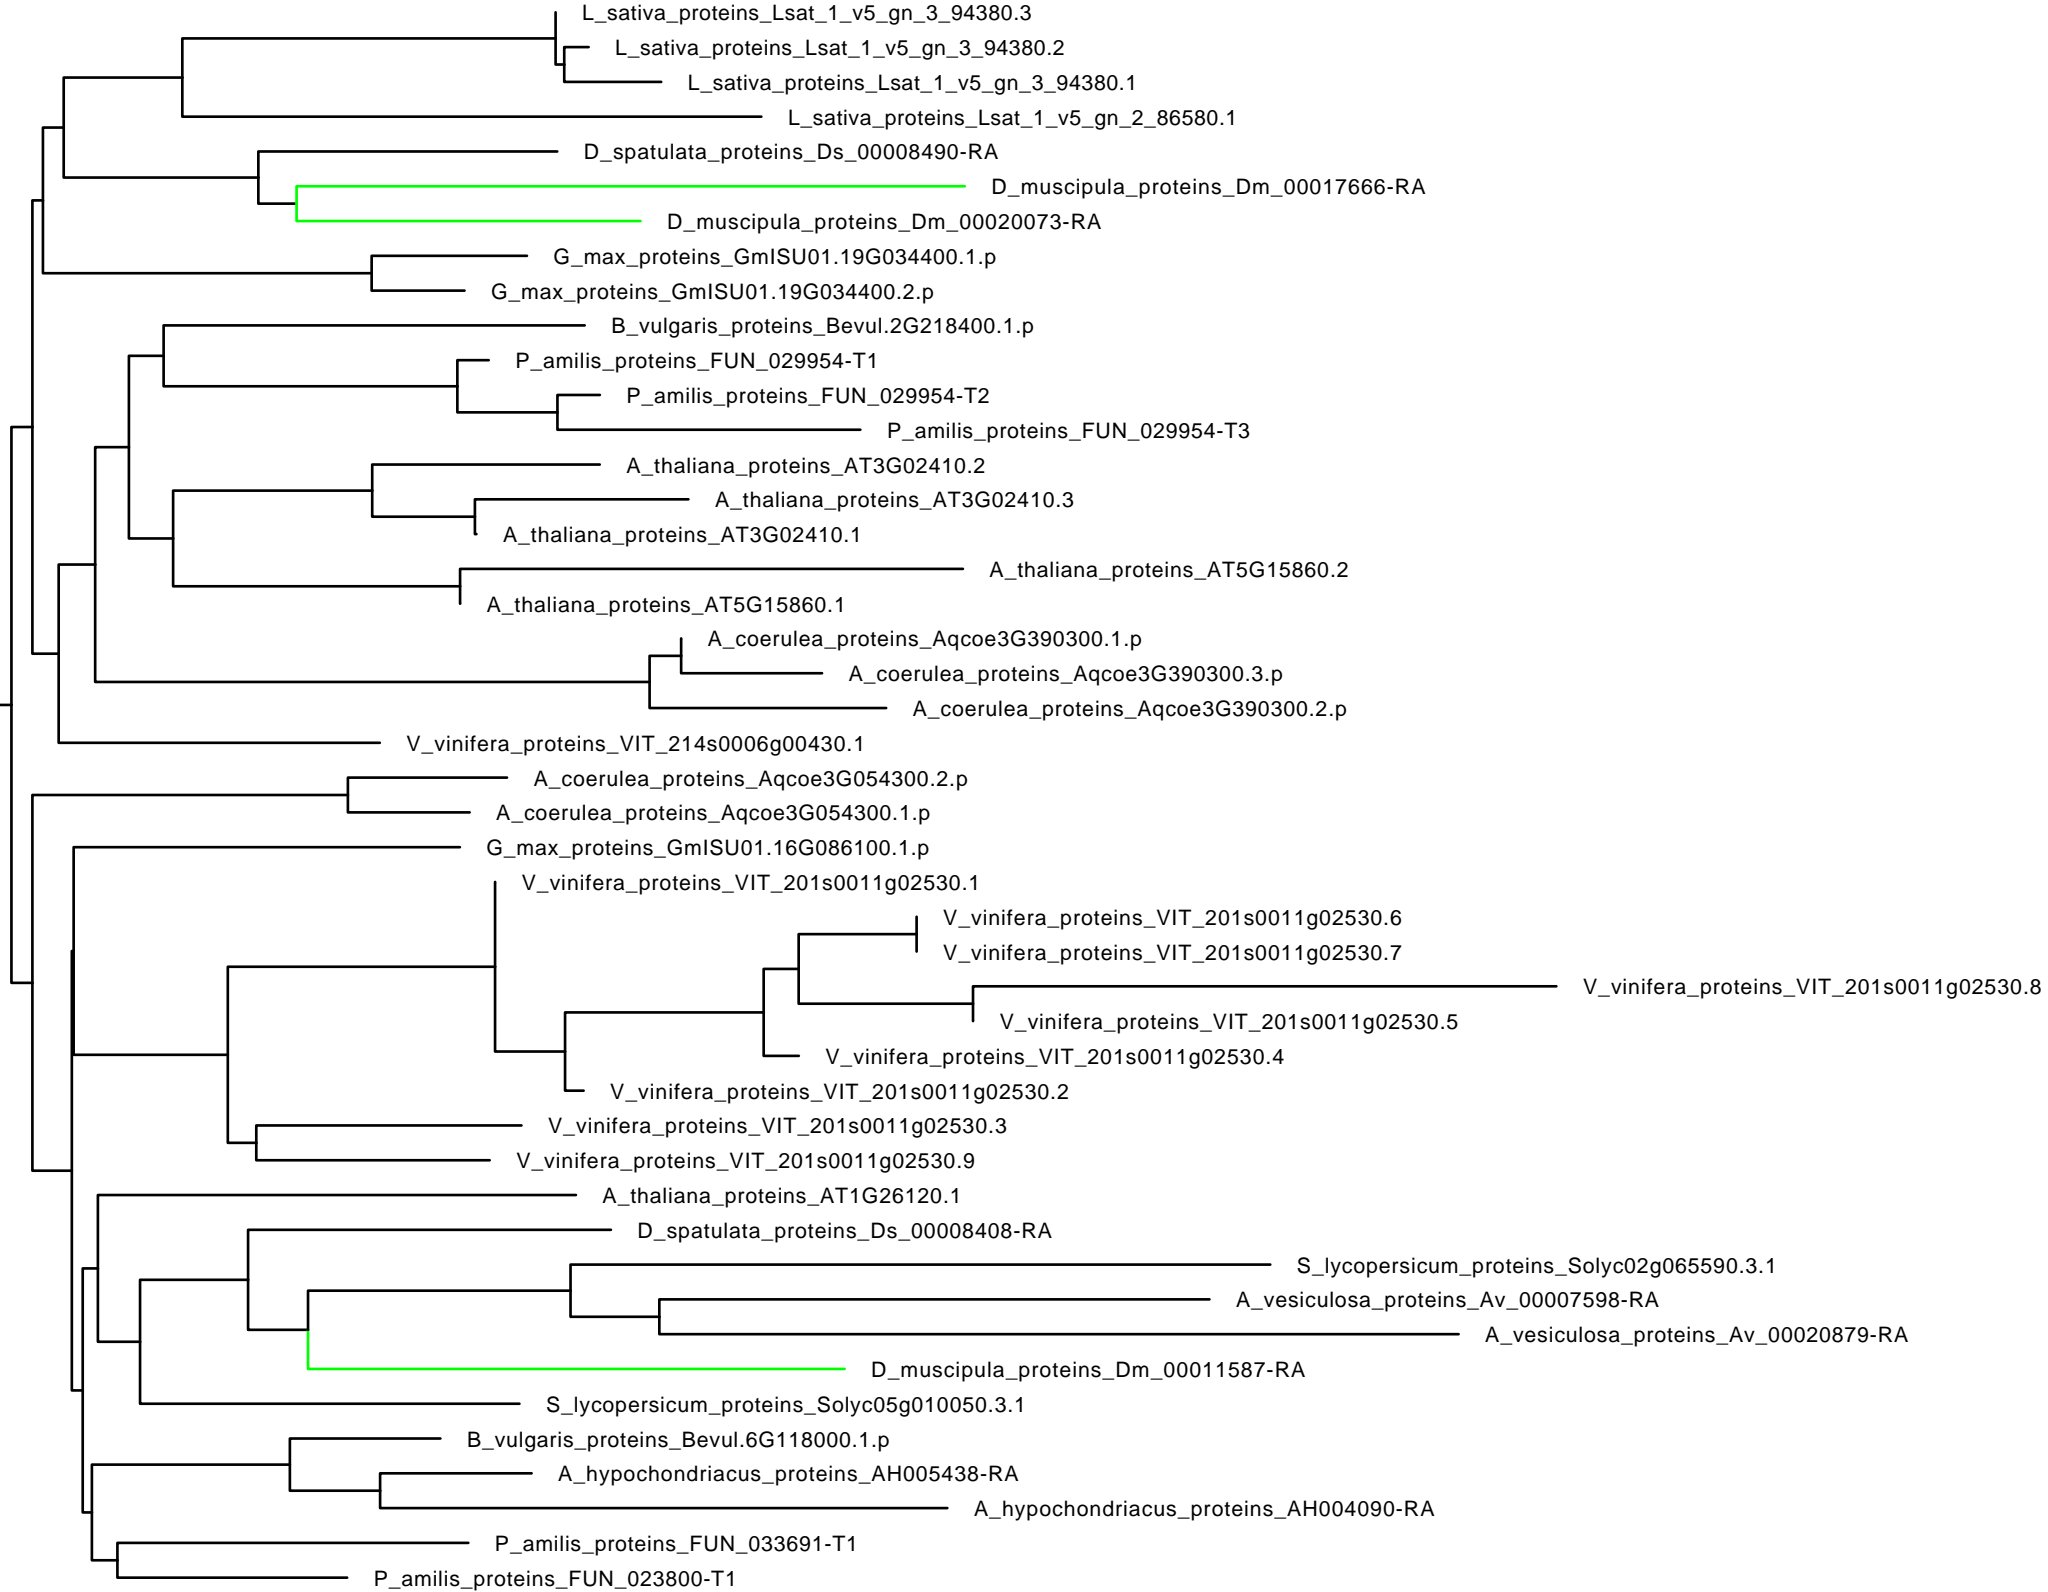 L_sativa_proteins_Lsat_1_v5_gn_3_94380.3
L_sativa_proteins_Lsat_1_v5_gn_3_94380.2
L_sativa_proteins_Lsat_1_v5_gn_3_94380.1
L_sativa_proteins_Lsat_1_v5_gn_2_86580.1
D_spatulata_proteins_Ds_00008490-RA
D_muscipula_proteins_Dm_00017666-RA
D_muscipula_proteins_Dm_00020073-RA
G_max_proteins_GmISU01.19G034400.1.p
G_max_proteins_GmISU01.19G034400.2.p
B_vulgaris_proteins_Bevul.2G218400.1.p
P_amilis_proteins_FUN_029954-T1
P_amilis_proteins_FUN_029954-T2
P_amilis_proteins_FUN_029954-T3
A_thaliana_proteins_AT3G02410.2
A_thaliana_proteins_AT3G02410.3
A_thaliana_proteins_AT3G02410.1
A_thaliana_proteins_AT5G15860.2
A_thaliana_proteins_AT5G15860.1
A_coerulea_proteins_Aqcoe3G390300.1.p
A_coerulea_proteins_Aqcoe3G390300.3.p
A_coerulea_proteins_Aqcoe3G390300.2.p
V_vinifera_proteins_VIT_214s0006g00430.1
A_coerulea_proteins_Aqcoe3G054300.2.p
A_coerulea_proteins_Aqcoe3G054300.1.p
G_max_proteins_GmISU01.16G086100.1.p
V_vinifera_proteins_VIT_201s0011g02530.1
V_vinifera_proteins_VIT_201s0011g02530.6
V_vinifera_proteins_VIT_201s0011g02530.7
V_vinifera_proteins_VIT_201s0011g02530.8
V_vinifera_proteins_VIT_201s0011g02530.5
V_vinifera_proteins_VIT_201s0011g02530.4
V_vinifera_proteins_VIT_201s0011g02530.2
V_vinifera_proteins_VIT_201s0011g02530.3
V_vinifera_proteins_VIT_201s0011g02530.9
A_thaliana_proteins_AT1G26120.1
D_spatulata_proteins_Ds_00008408-RA
S_lycopersicum_proteins_Solyc02g065590.3.1
A_vesiculosa_proteins_Av_00007598-RA
A_vesiculosa_proteins_Av_00020879-RA
D_muscipula_proteins_Dm_00011587-RA
S_lycopersicum_proteins_Solyc05g010050.3.1
B_vulgaris_proteins_Bevul.6G118000.1.p
A_hypochondriacus_proteins_AH005438-RA
A_hypochondriacus_proteins_AH004090-RA
P_amilis_proteins_FUN_033691-T1
P_amilis_proteins_FUN_023800-T1